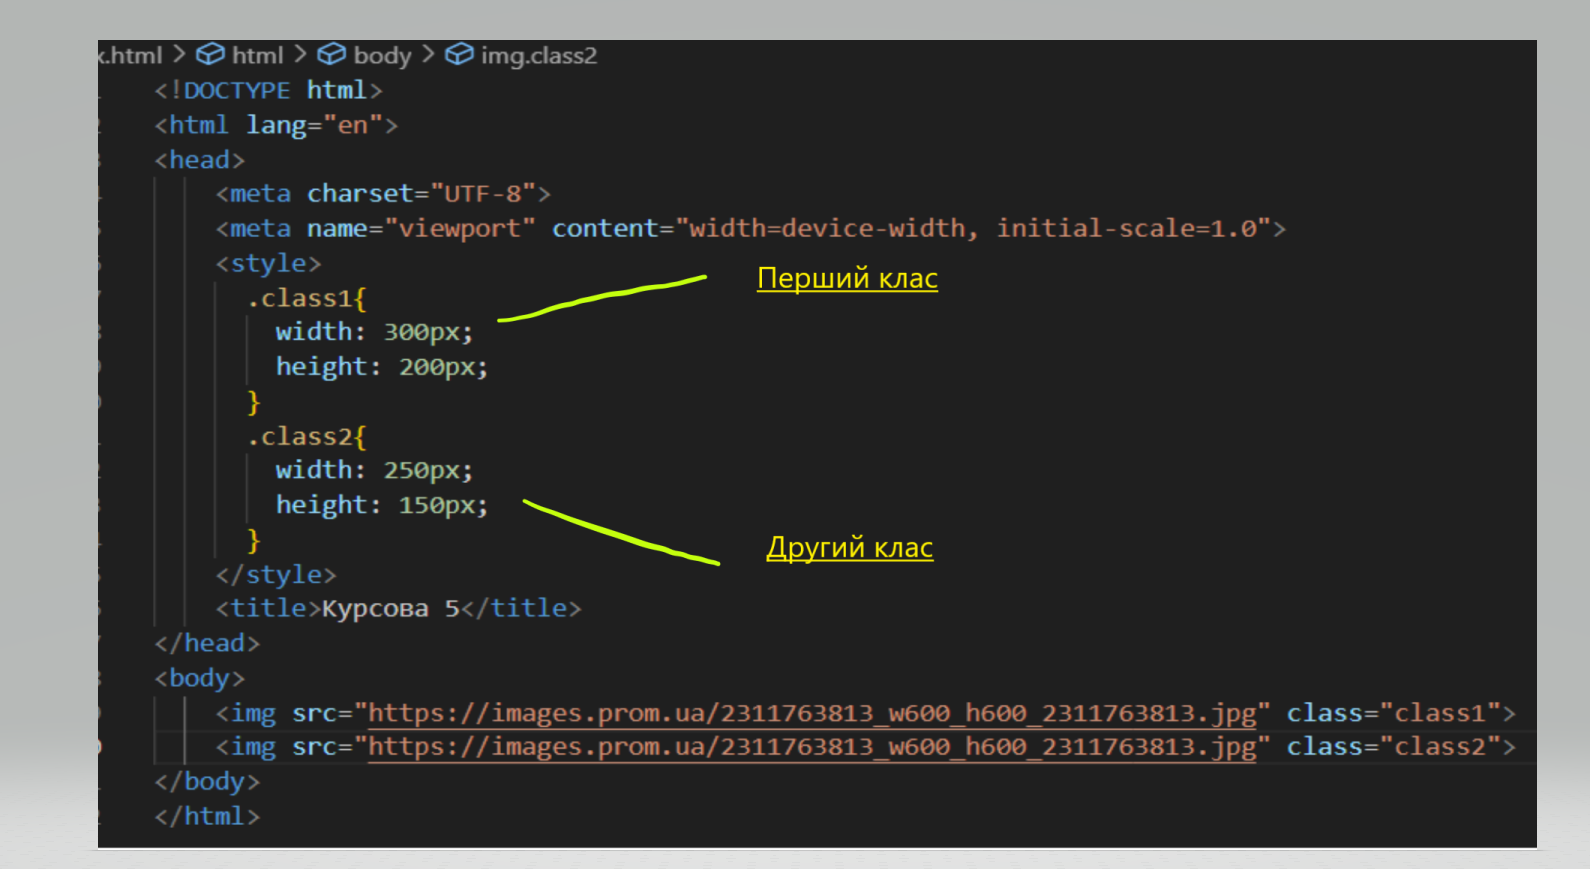 x.html > html > body > img.class2
<!DOCTYPE html>
<html lang="en">
<head>
<meta charset="UTF-8">
<meta name="viewport" content="width=device-width, initial-scale=1.0">
<style>
Перший клас
.class1{
width: 300px;
height: 200px;
}
.class2{
width: 250px;
height: 150px;
Другий клас
}
</style>
<title>Курсова 5</title>
</head>
<body>
<img src="https://images.prom.ua/2311763813_w600_h600_2311763813.jpg" class="class1">
<img src="https://images.prom.ua/2311763813_w600_h600_2311763813.jpg" class="class2">
</body>
</html>